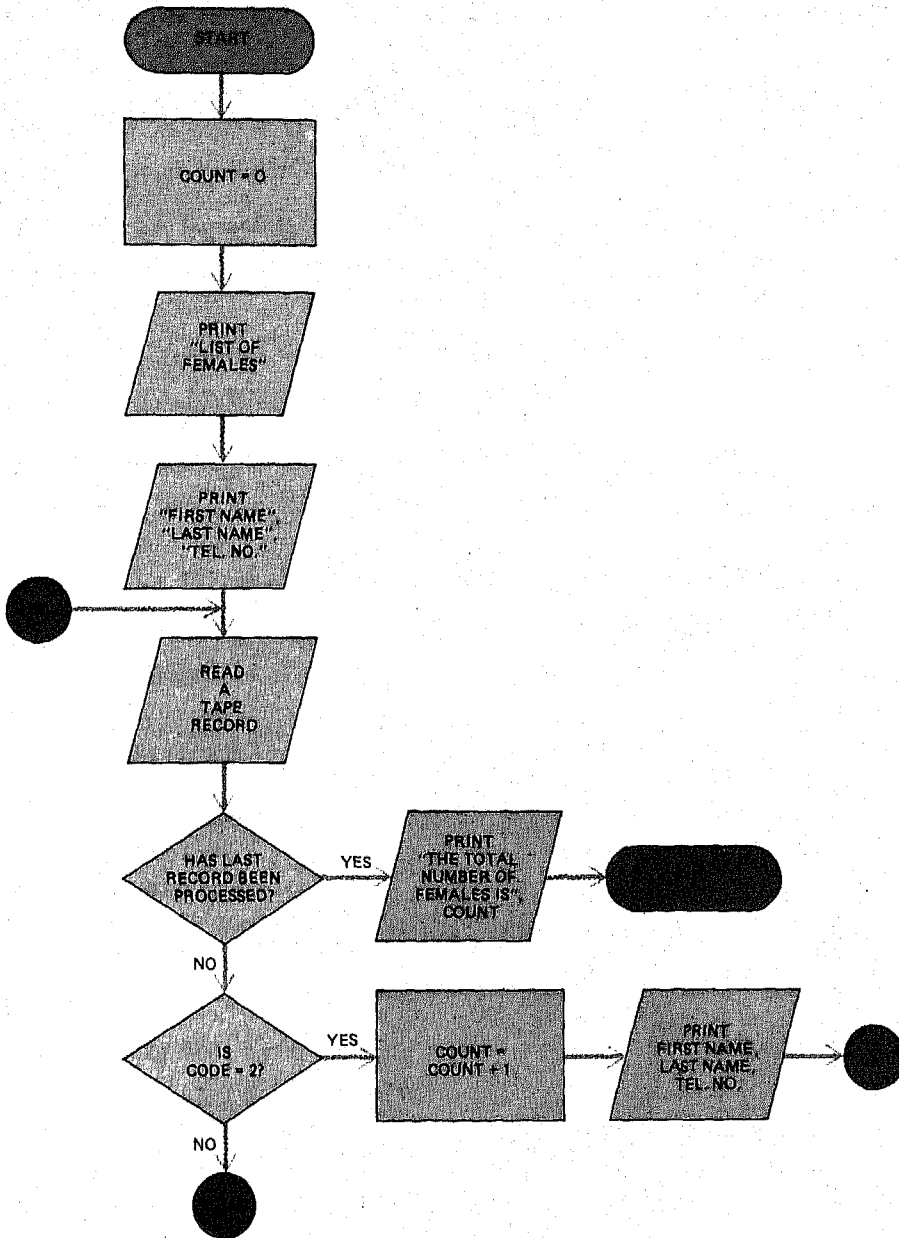 START
COUNT = 0
PRINT
"LIST OF
FEMALES"
PRINT
"FIRST NAME",
"LAST NAME",
"TEL. NO."
READ
A
TAPE
RECORD
HAS LAST
RECORD BEEN
PROCESSED?
YES
PRINT
"THE TOTAL
NUMBER OF
FEMALES IS",
COUNT
NO
IS
CODE = 2?
YES
COUNT =
COUNT + 1
PRINT
FIRST NAME,
LAST NAME,
TEL. NO.
NO